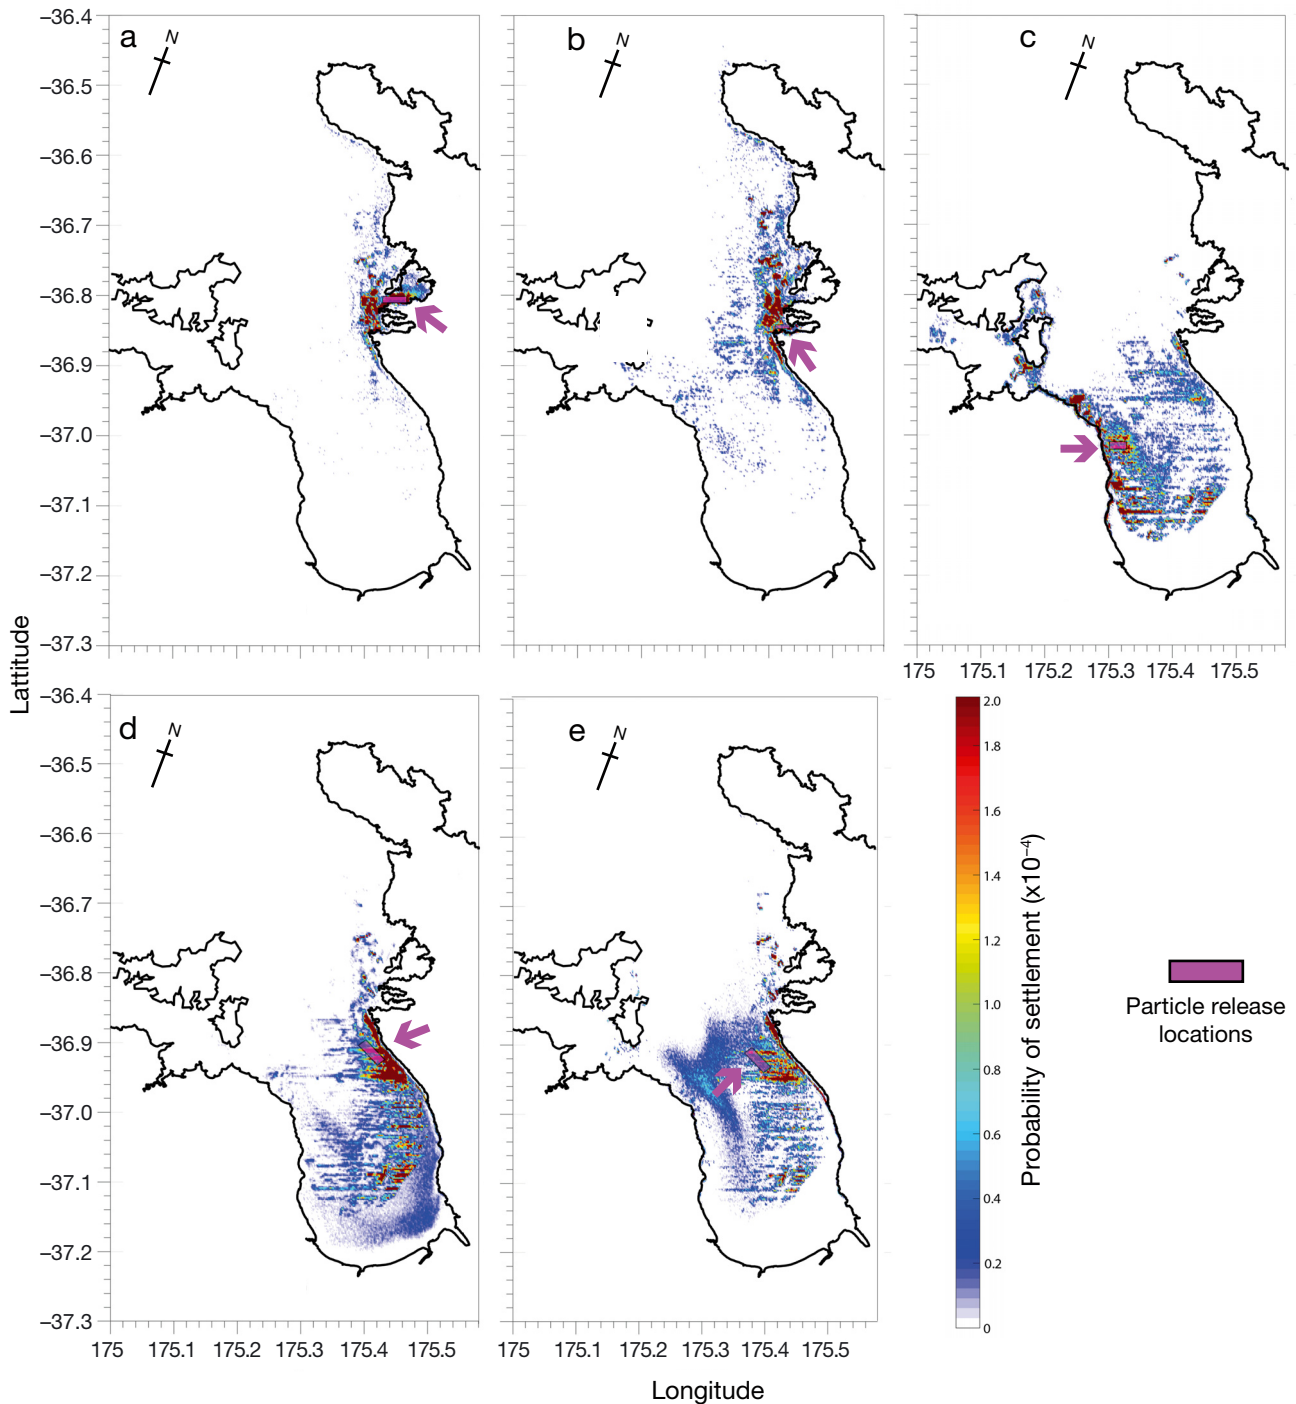 a
N
b
N
c
N
−36.4
−36.5
−36.6
−36.7
−36.8
−36.9
−37.0
−37.1
−37.2
−37.3
175 175.1 175.2 175.3 175.4 175.5
Lattitude
d
N
e
N
−36.4
−36.5
−36.6
−36.7
−36.8
−36.9
−37.0
−37.1
−37.2
−37.3
175 175.1 175.2 175.3 175.4 175.5
175 175.1 175.2 175.3 175.4 175.5
Longitude
2.0
1.8
1.6
1.4
1.2
1.0
0.8
0.6
0.4
0.2
0
Probability of settlement (x10⁻⁴)
Particle release
locations